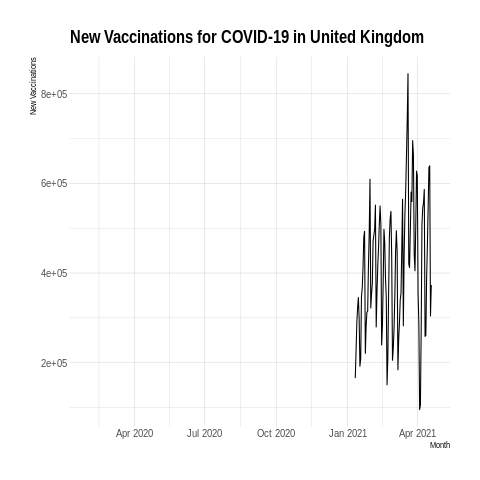 New Vaccinations for COVID-19 in United Kingdom
New Vaccinations
8e+05
6e+05
4e+05
2e+05
Apr 2020 Jul 2020 Oct 2020 Jan 2021 Apr 2021
Month